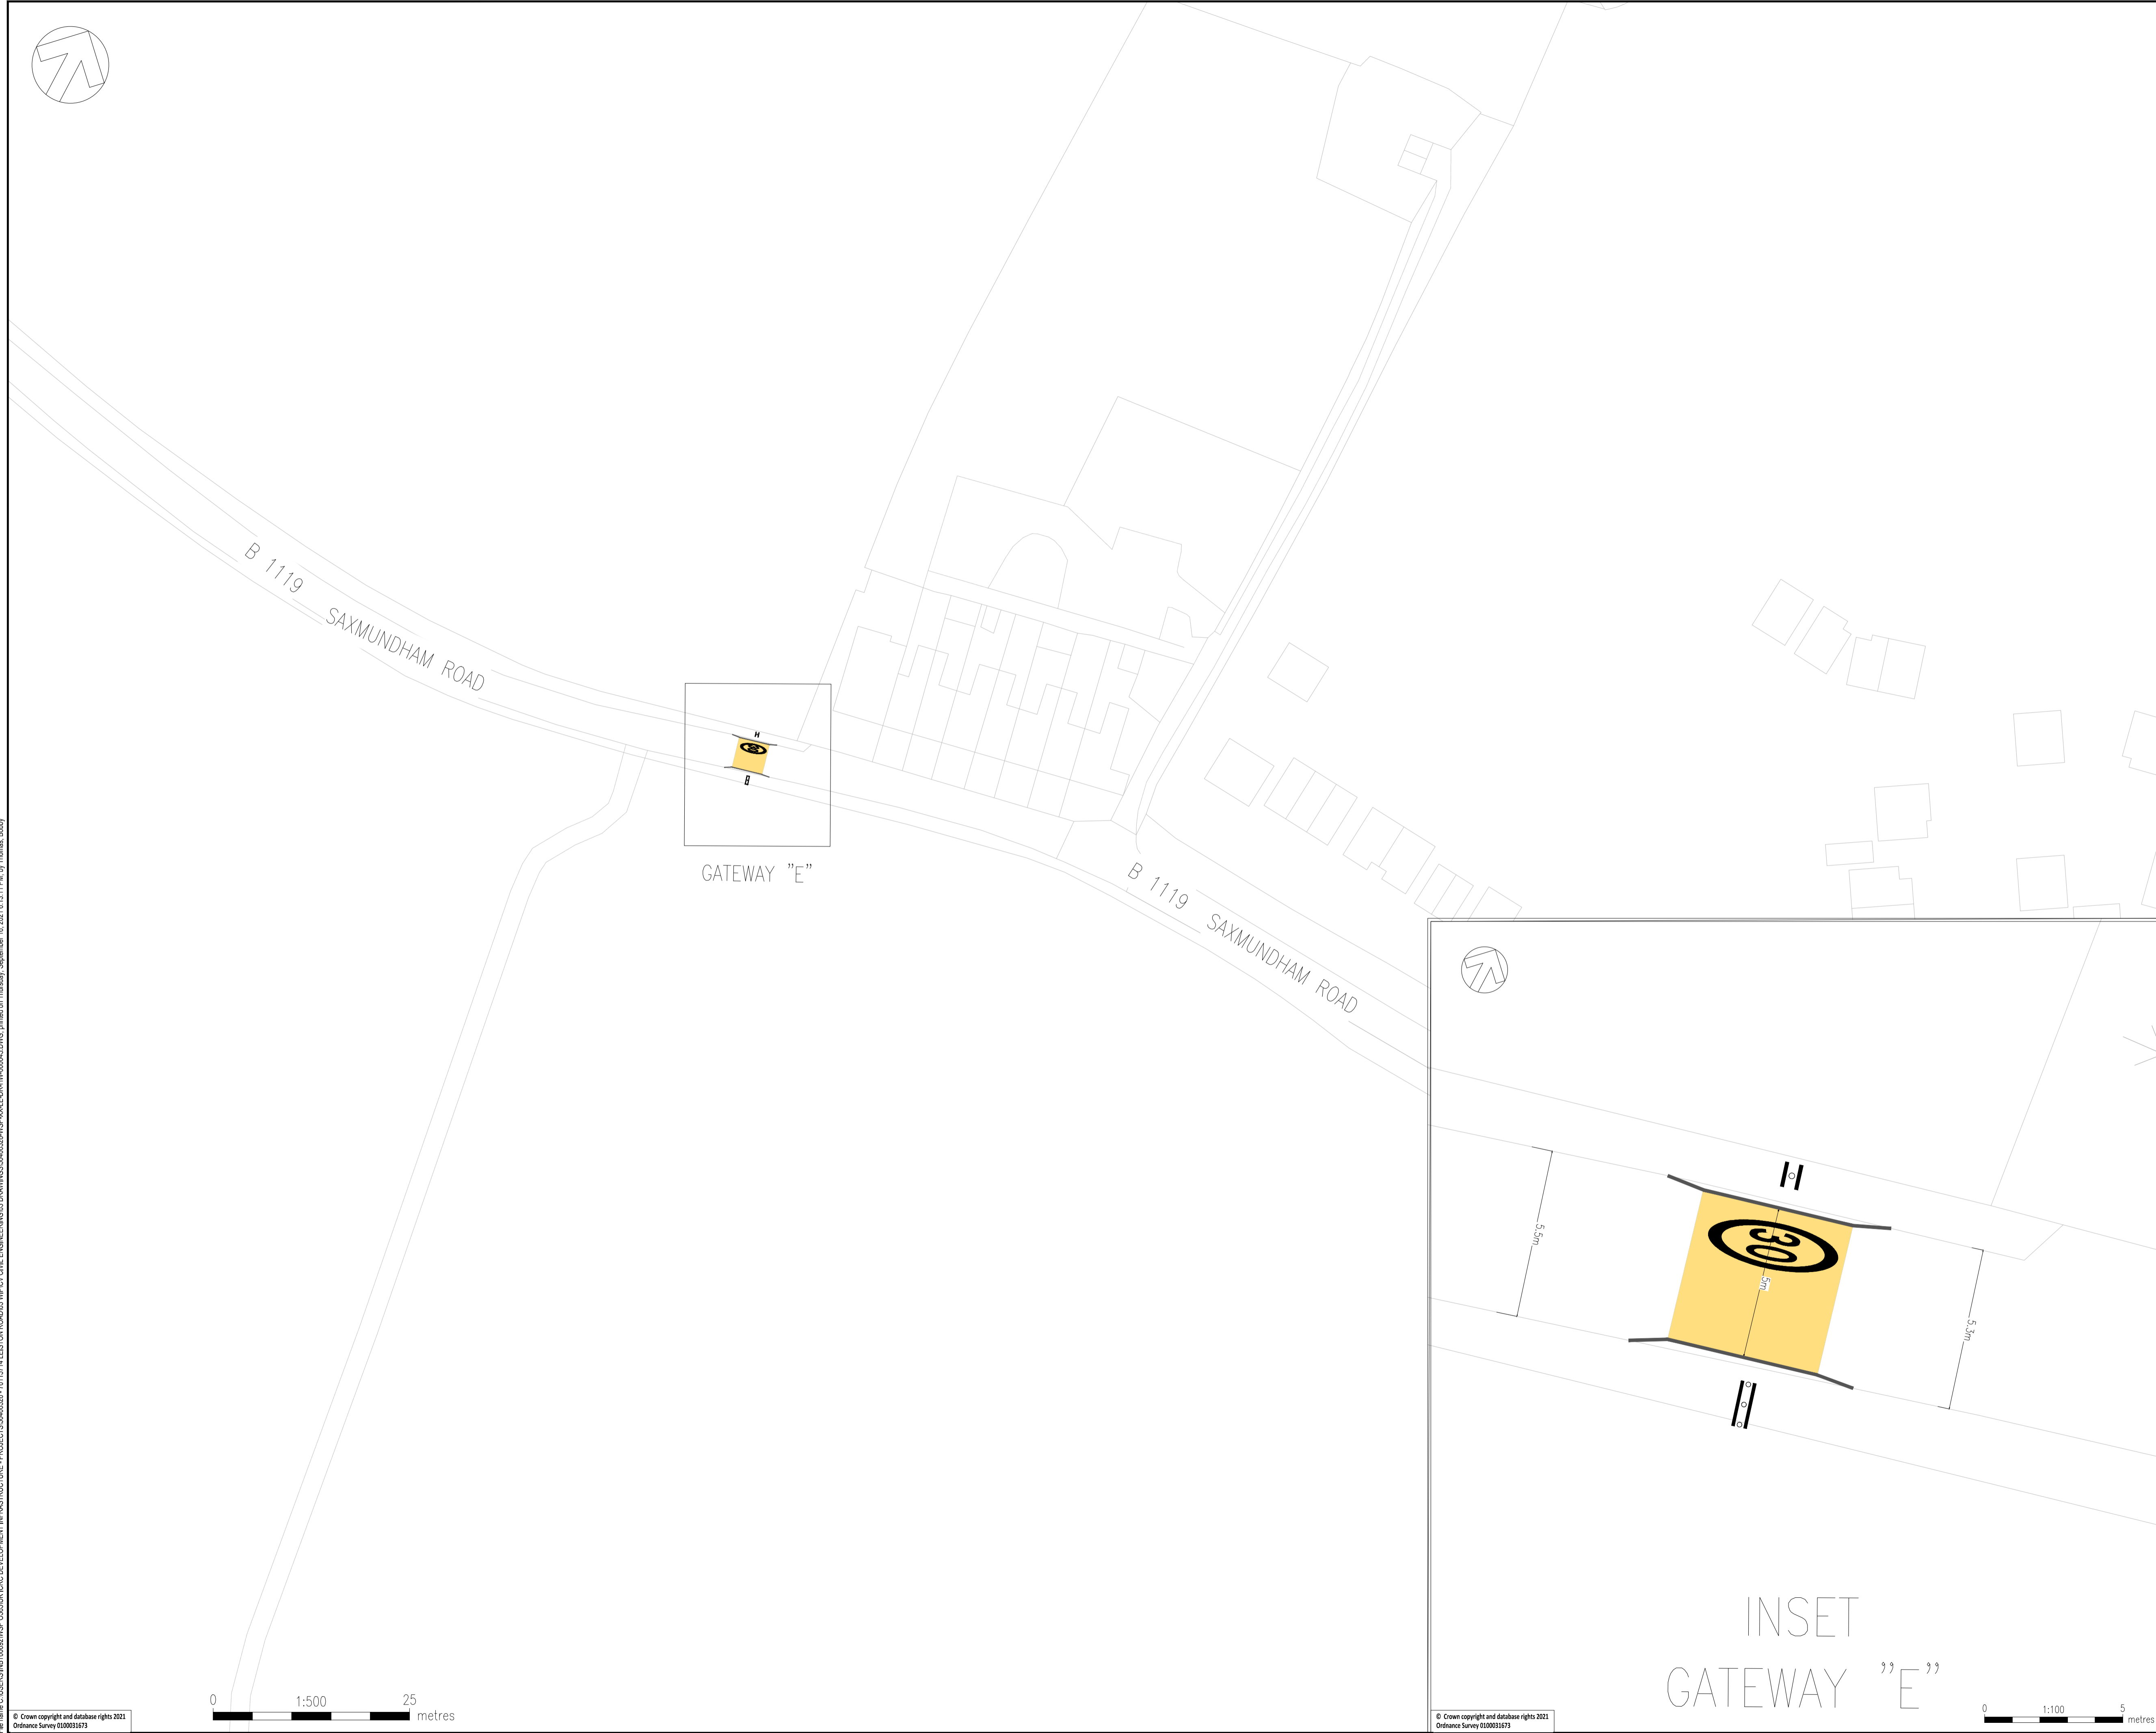 B 1119 SAXMUNDHAM ROAD
30
GATEWAY "E"
B 1119 SAXMUNDHAM ROAD
5.5m
30
5m
5.3m
INSET
GATEWAY "E"
0 1:500 25
metres
0 1:100 5
metres
© Crown copyright and database rights 2021
Ordnance Survey 0100031673
© Crown copyright and database rights 2021
Ordnance Survey 0100031673